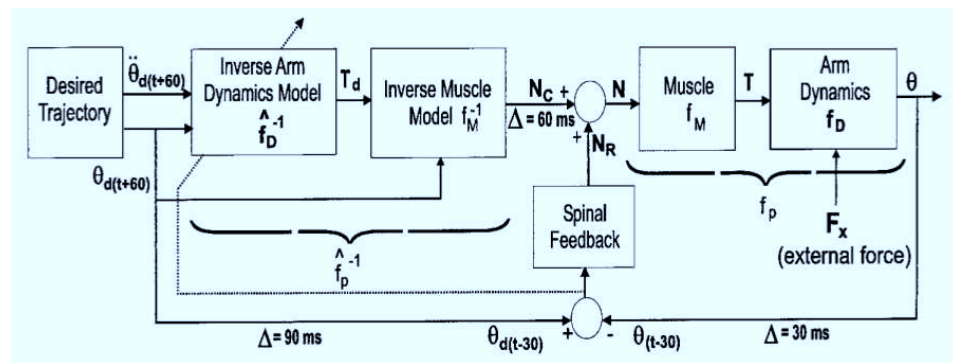 Desired
Trajectory
θ̈d(t+60)
θd(t+60)
Inverse Arm
Dynamics Model
f̂D⁻¹
Td
Inverse Muscle
Model fM⁻¹
NC +
Δ = 60 ms
N
+
NR
Muscle
fM
T
Arm
Dynamics
fD
θ
f̂p⁻¹
Spinal
Feedback
fp
Fx
(external force)
Δ = 90 ms
θd(t-30)
+
-
θ(t-30)
Δ = 30 ms